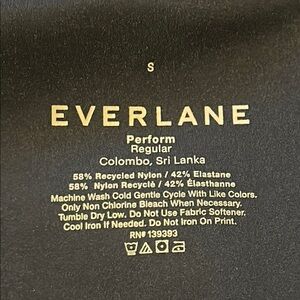 S
EVERLANE
Perform
Regular
Colombo, Sri Lanka
58% Recycled Nylon / 42% Elastane
58% Nylon Recyclé / 42% Élasthanne
Machine Wash Cold Gentle Cycle With Like Colors.
Only Non Chlorine Bleach When Necessary.
Tumble Dry Low. Do Not Use Fabric Softener.
Cool Iron If Needed. Do Not Iron On Print.
RN# 139393